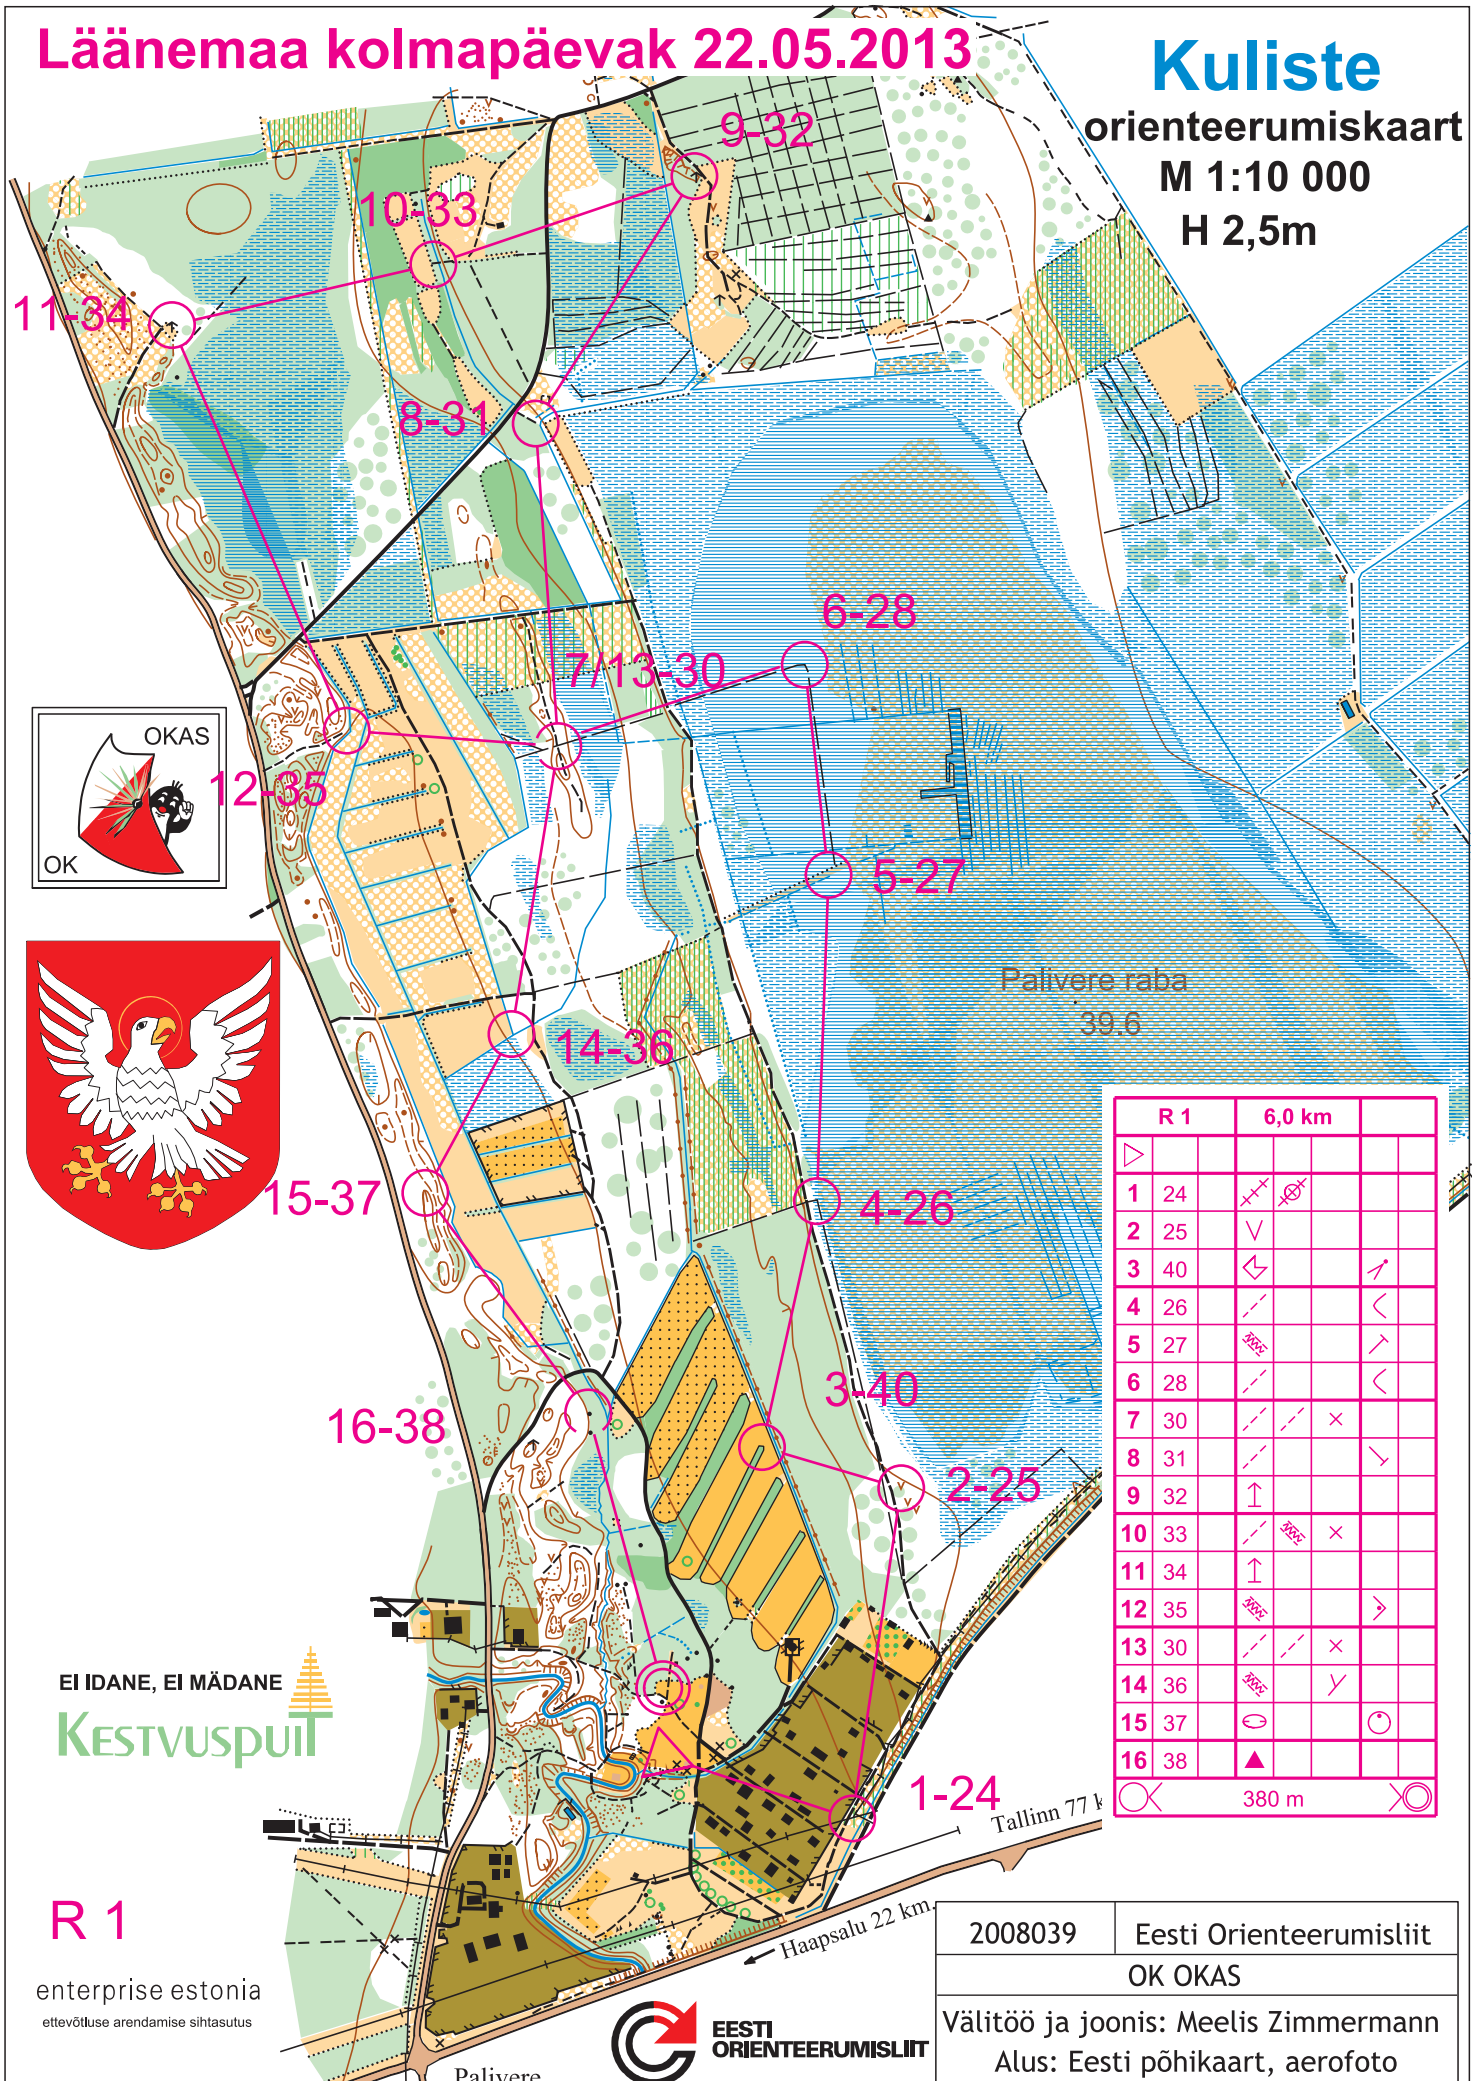 Läänemaa kolmapäevak 22.05.2013
Kuliste
orienteerumiskaart
M 1:10 000
H 2,5m
9-32
10-33
11-34
8-31
6-28
7/13-30
OKAS
OK
12-35
5-27
Palivere raba
39.6
14-36
15-37
4-26
3-40
16-38
2-25
1-24
R 1 6,0 km
1 24
2 25
3 40
4 26
5 27
6 28
7 30
8 31
9 32
10 33
11 34
12 35
13 30
14 36
15 37
16 38
380 m
EI IDANE, EI MÄDANE
KESTVUSPUIT
Tallinn 77 k
Haapsalu 22 km.
R 1
enterprise estonia
ettevõtluse arendamise sihtasutus
Palivere
EESTI
ORIENTEERUMISLIIT
2008039 Eesti Orienteerumisliit
OK OKAS
Välitöö ja joonis: Meelis Zimmermann
Alus: Eesti põhikaart, aerofoto